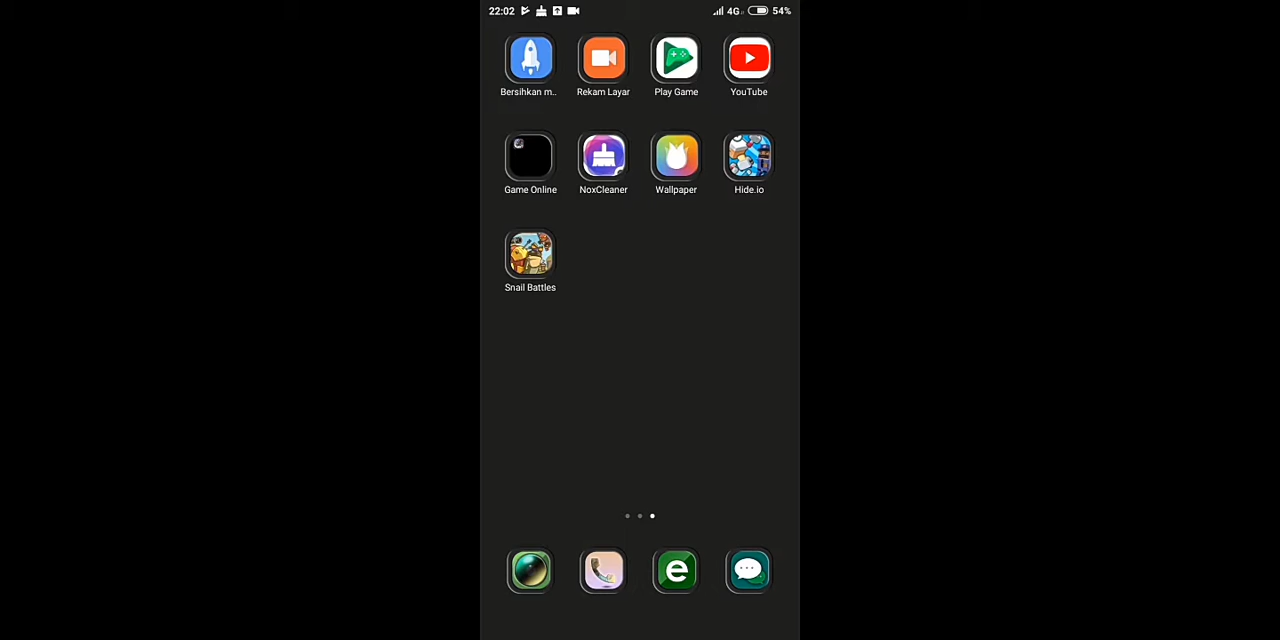 22:02 4G 54%
Bersihkan m.. Rekam Layar Play Game YouTube
Game Online NoxCleaner Wallpaper Hide.io
Snail Battles
e